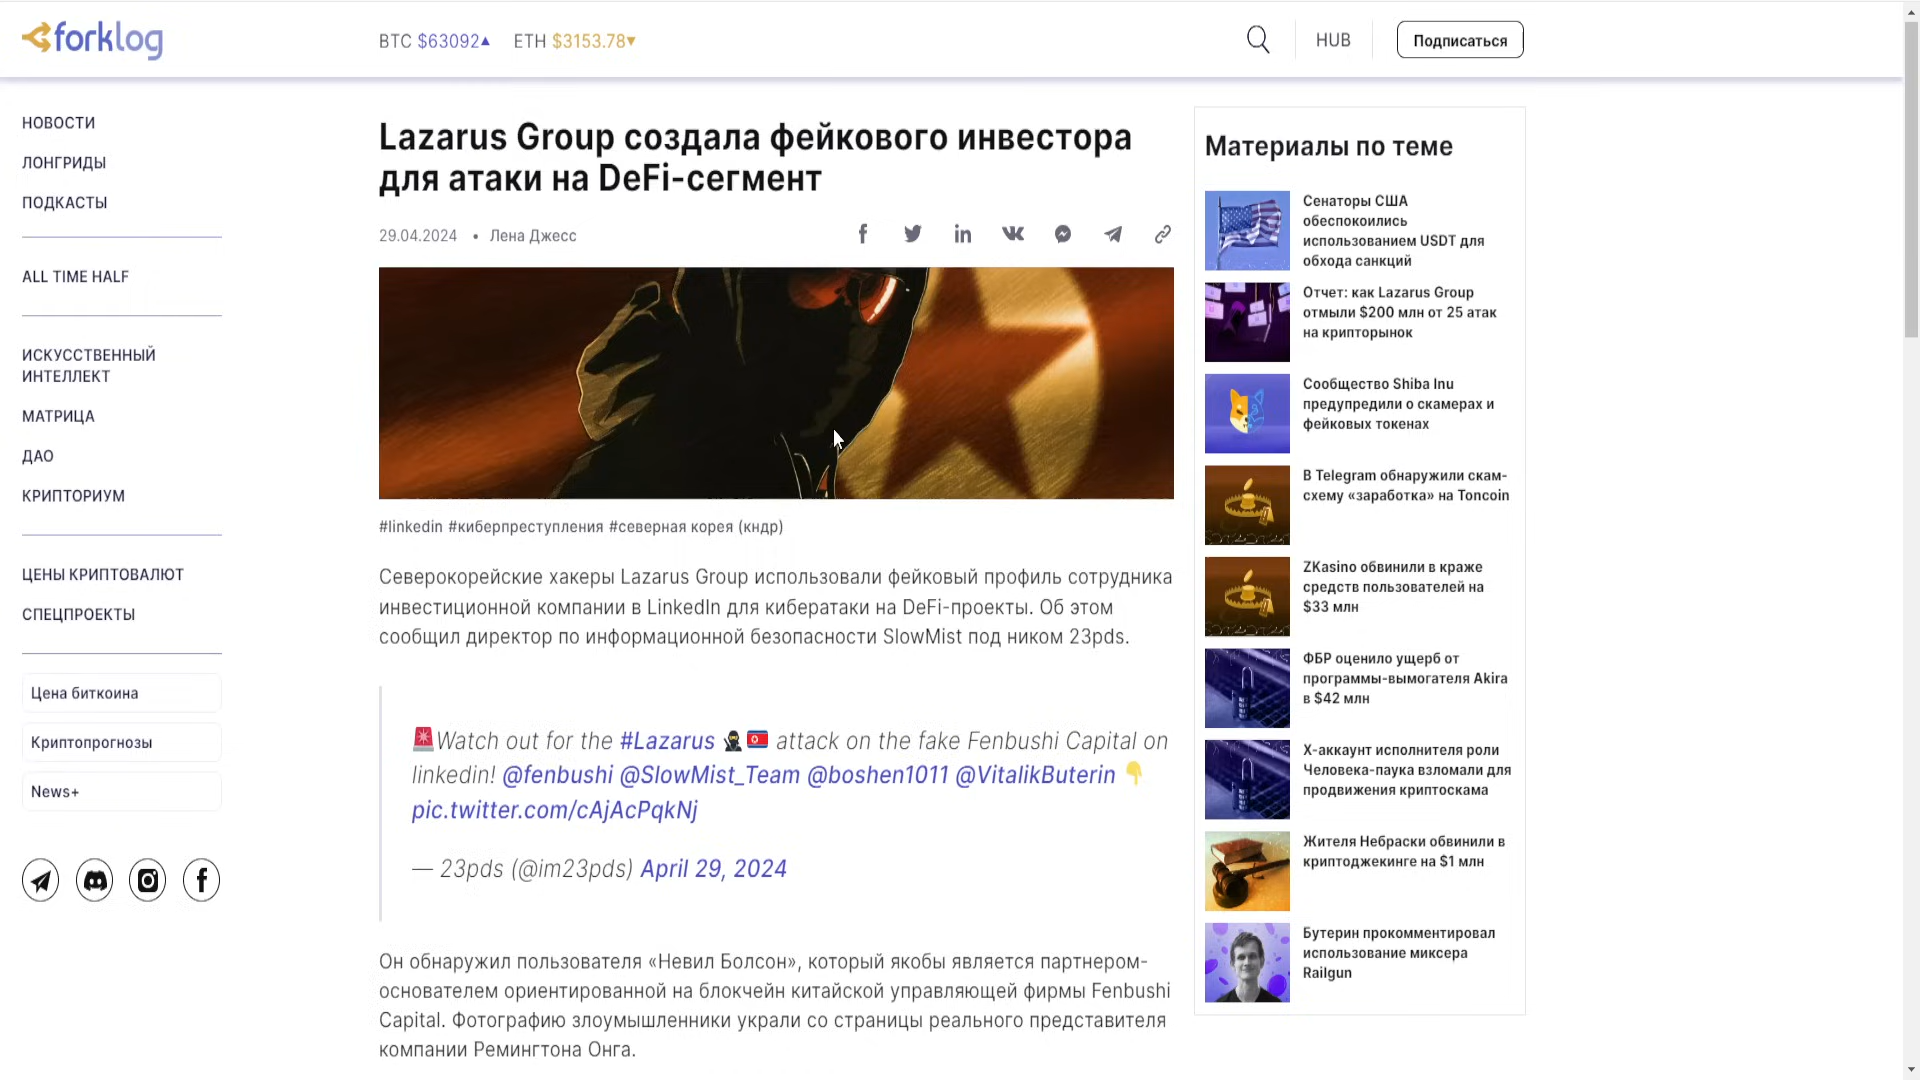 forklog
BTC $63092▲ ETH $3153.78▼
HUB
Подписаться
НОВОСТИ
ЛОНГРИДЫ
ПОДКАСТЫ
ALL TIME HALF
ИСКУССТВЕННЫЙ
ИНТЕЛЛЕКТ
МАТРИЦА
ДАО
КРИПТОРИУМ
ЦЕНЫ КРИПТОВАЛЮТ
СПЕЦПРОЕКТЫ
Цена биткоина
Криптопрогнозы
News+
Lazarus Group создала фейкового инвестора
для атаки на DeFi-сегмент
29.04.2024 • Лена Джесс
#linkedin #киберпреступления #северная корея (кндр)
Северокорейские хакеры Lazarus Group использовали фейковый профиль сотрудника
инвестиционной компании в LinkedIn для кибератаки на DeFi-проекты. Об этом
сообщил директор по информационной безопасности SlowMist под ником 23pds.
🚨Watch out for the #Lazarus 🥷🇰🇵 attack on the fake Fenbushi Capital on
linkedin! @fenbushi @SlowMist_Team @boshen1011 @VitalikButerin 👇
pic.twitter.com/cAjAcPqkNj
— 23pds (@im23pds) April 29, 2024
Он обнаружил пользователя «Невил Болсон», который якобы является партнером-
основателем ориентированной на блокчейн китайской управляющей фирмы Fenbushi
Capital. Фотографию злоумышленники украли со страницы реального представителя
компании Ремингтона Онга.
Материалы по теме
Сенаторы США
обеспокоились
использованием USDT для
обхода санкций
Отчет: как Lazarus Group
отмыли $200 млн от 25 атак
на крипторынок
Сообщество Shiba Inu
предупредили о скамерах и
фейковых токенах
В Telegram обнаружили скам-
схему «заработка» на Toncoin
ZKasino обвинили в краже
средств пользователей на
$33 млн
ФБР оценило ущерб от
программы-вымогателя Akira
в $42 млн
X-аккаунт исполнителя роли
Человека-паука взломали для
продвижения криптоскама
Жителя Небраски обвинили в
криптоджекинге на $1 млн
Бутерин прокомментировал
использование миксера
Railgun